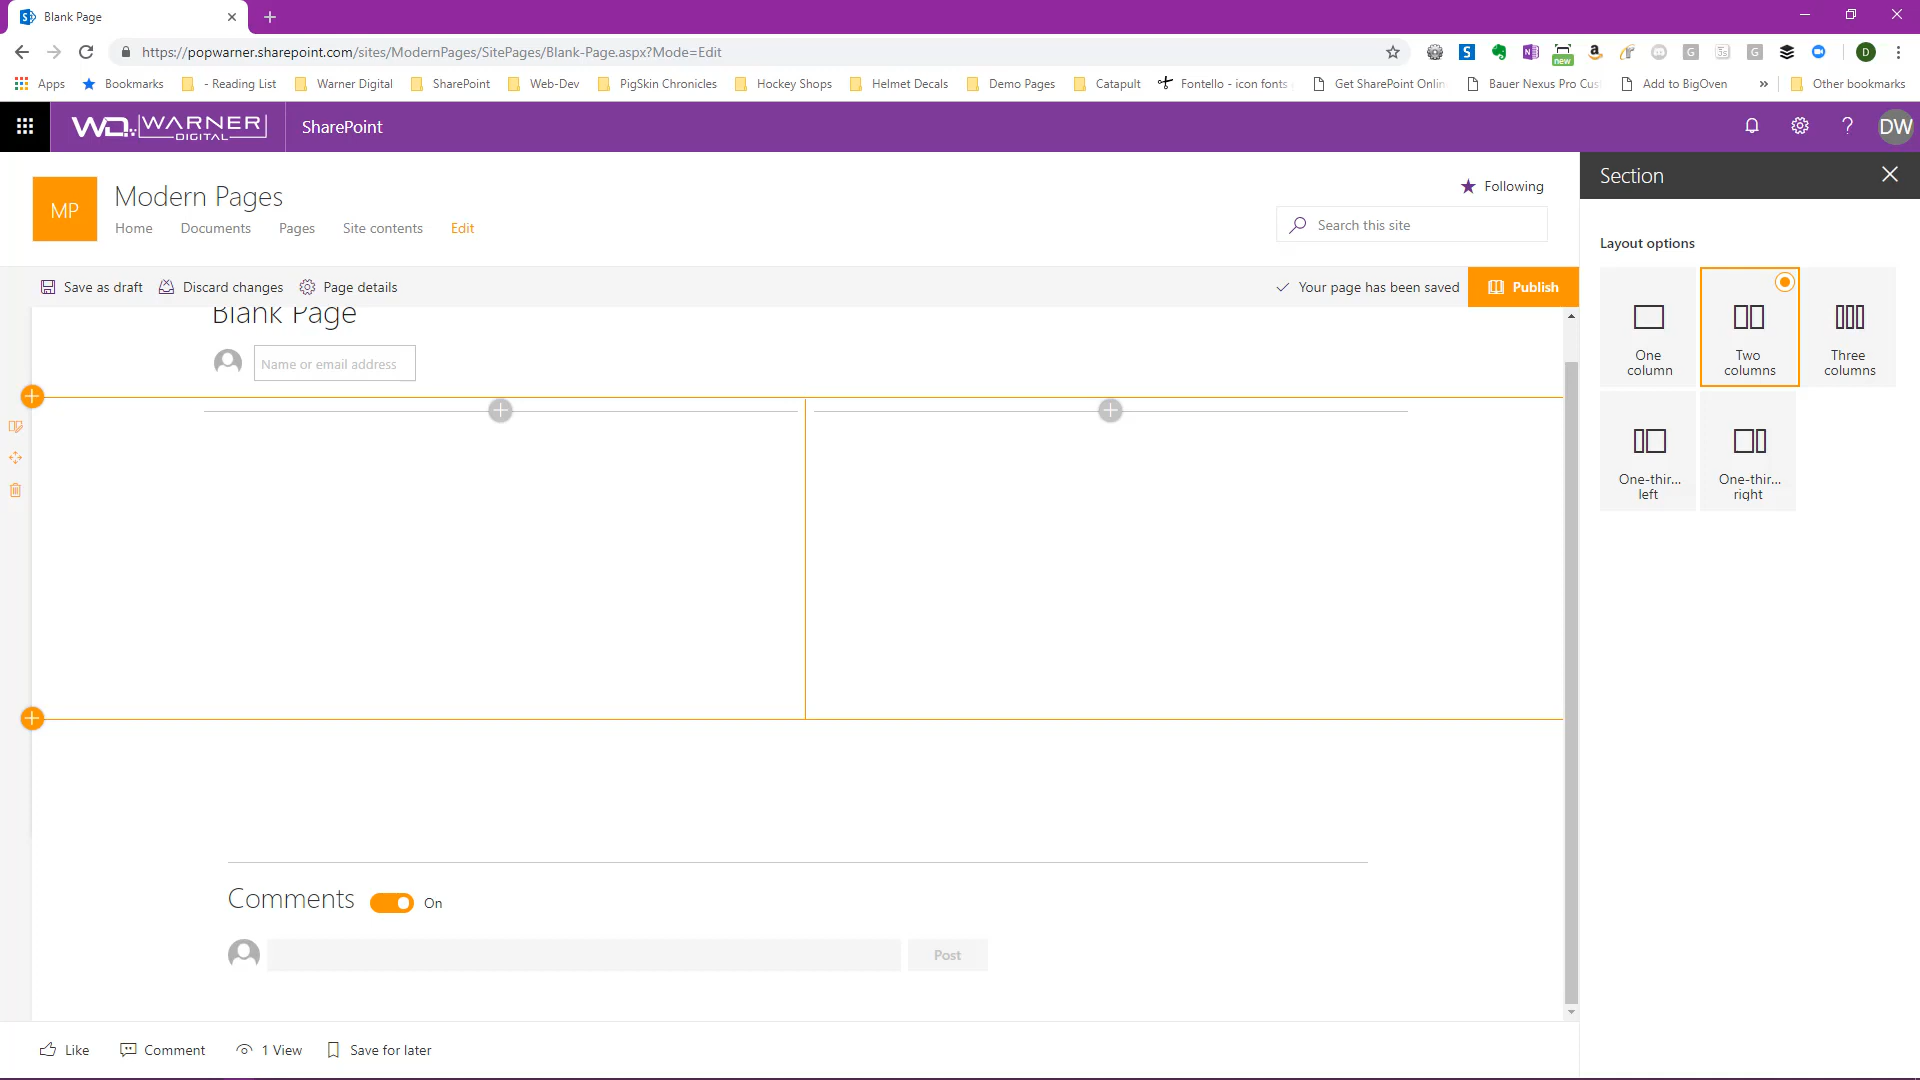 Blank Page
https://popwarner.sharepoint.com/sites/ModernPages/SitePages/Blank-Page.aspx?Mode=Edit
new
D
Apps Bookmarks - Reading List Warner Digital SharePoint Web-Dev PigSkin Chronicles Hockey Shops Helmet Decals Demo Pages Catapult Fontello - icon fonts Get SharePoint Onlin Bauer Nexus Pro Cus Add to BigOven » Other bookmarks
WD WARNER DIGITAL SharePoint
? DW
Section
MP
Modern Pages
Following
Home Documents Pages Site contents Edit
Search this site
Layout options
Save as draft Discard changes Page details
Your page has been saved Publish
Blank Page
Name or email address
One column
Two columns
Three columns
One-thir... left
One-thir... right
Comments On
Post
Like Comment 1 View Save for later